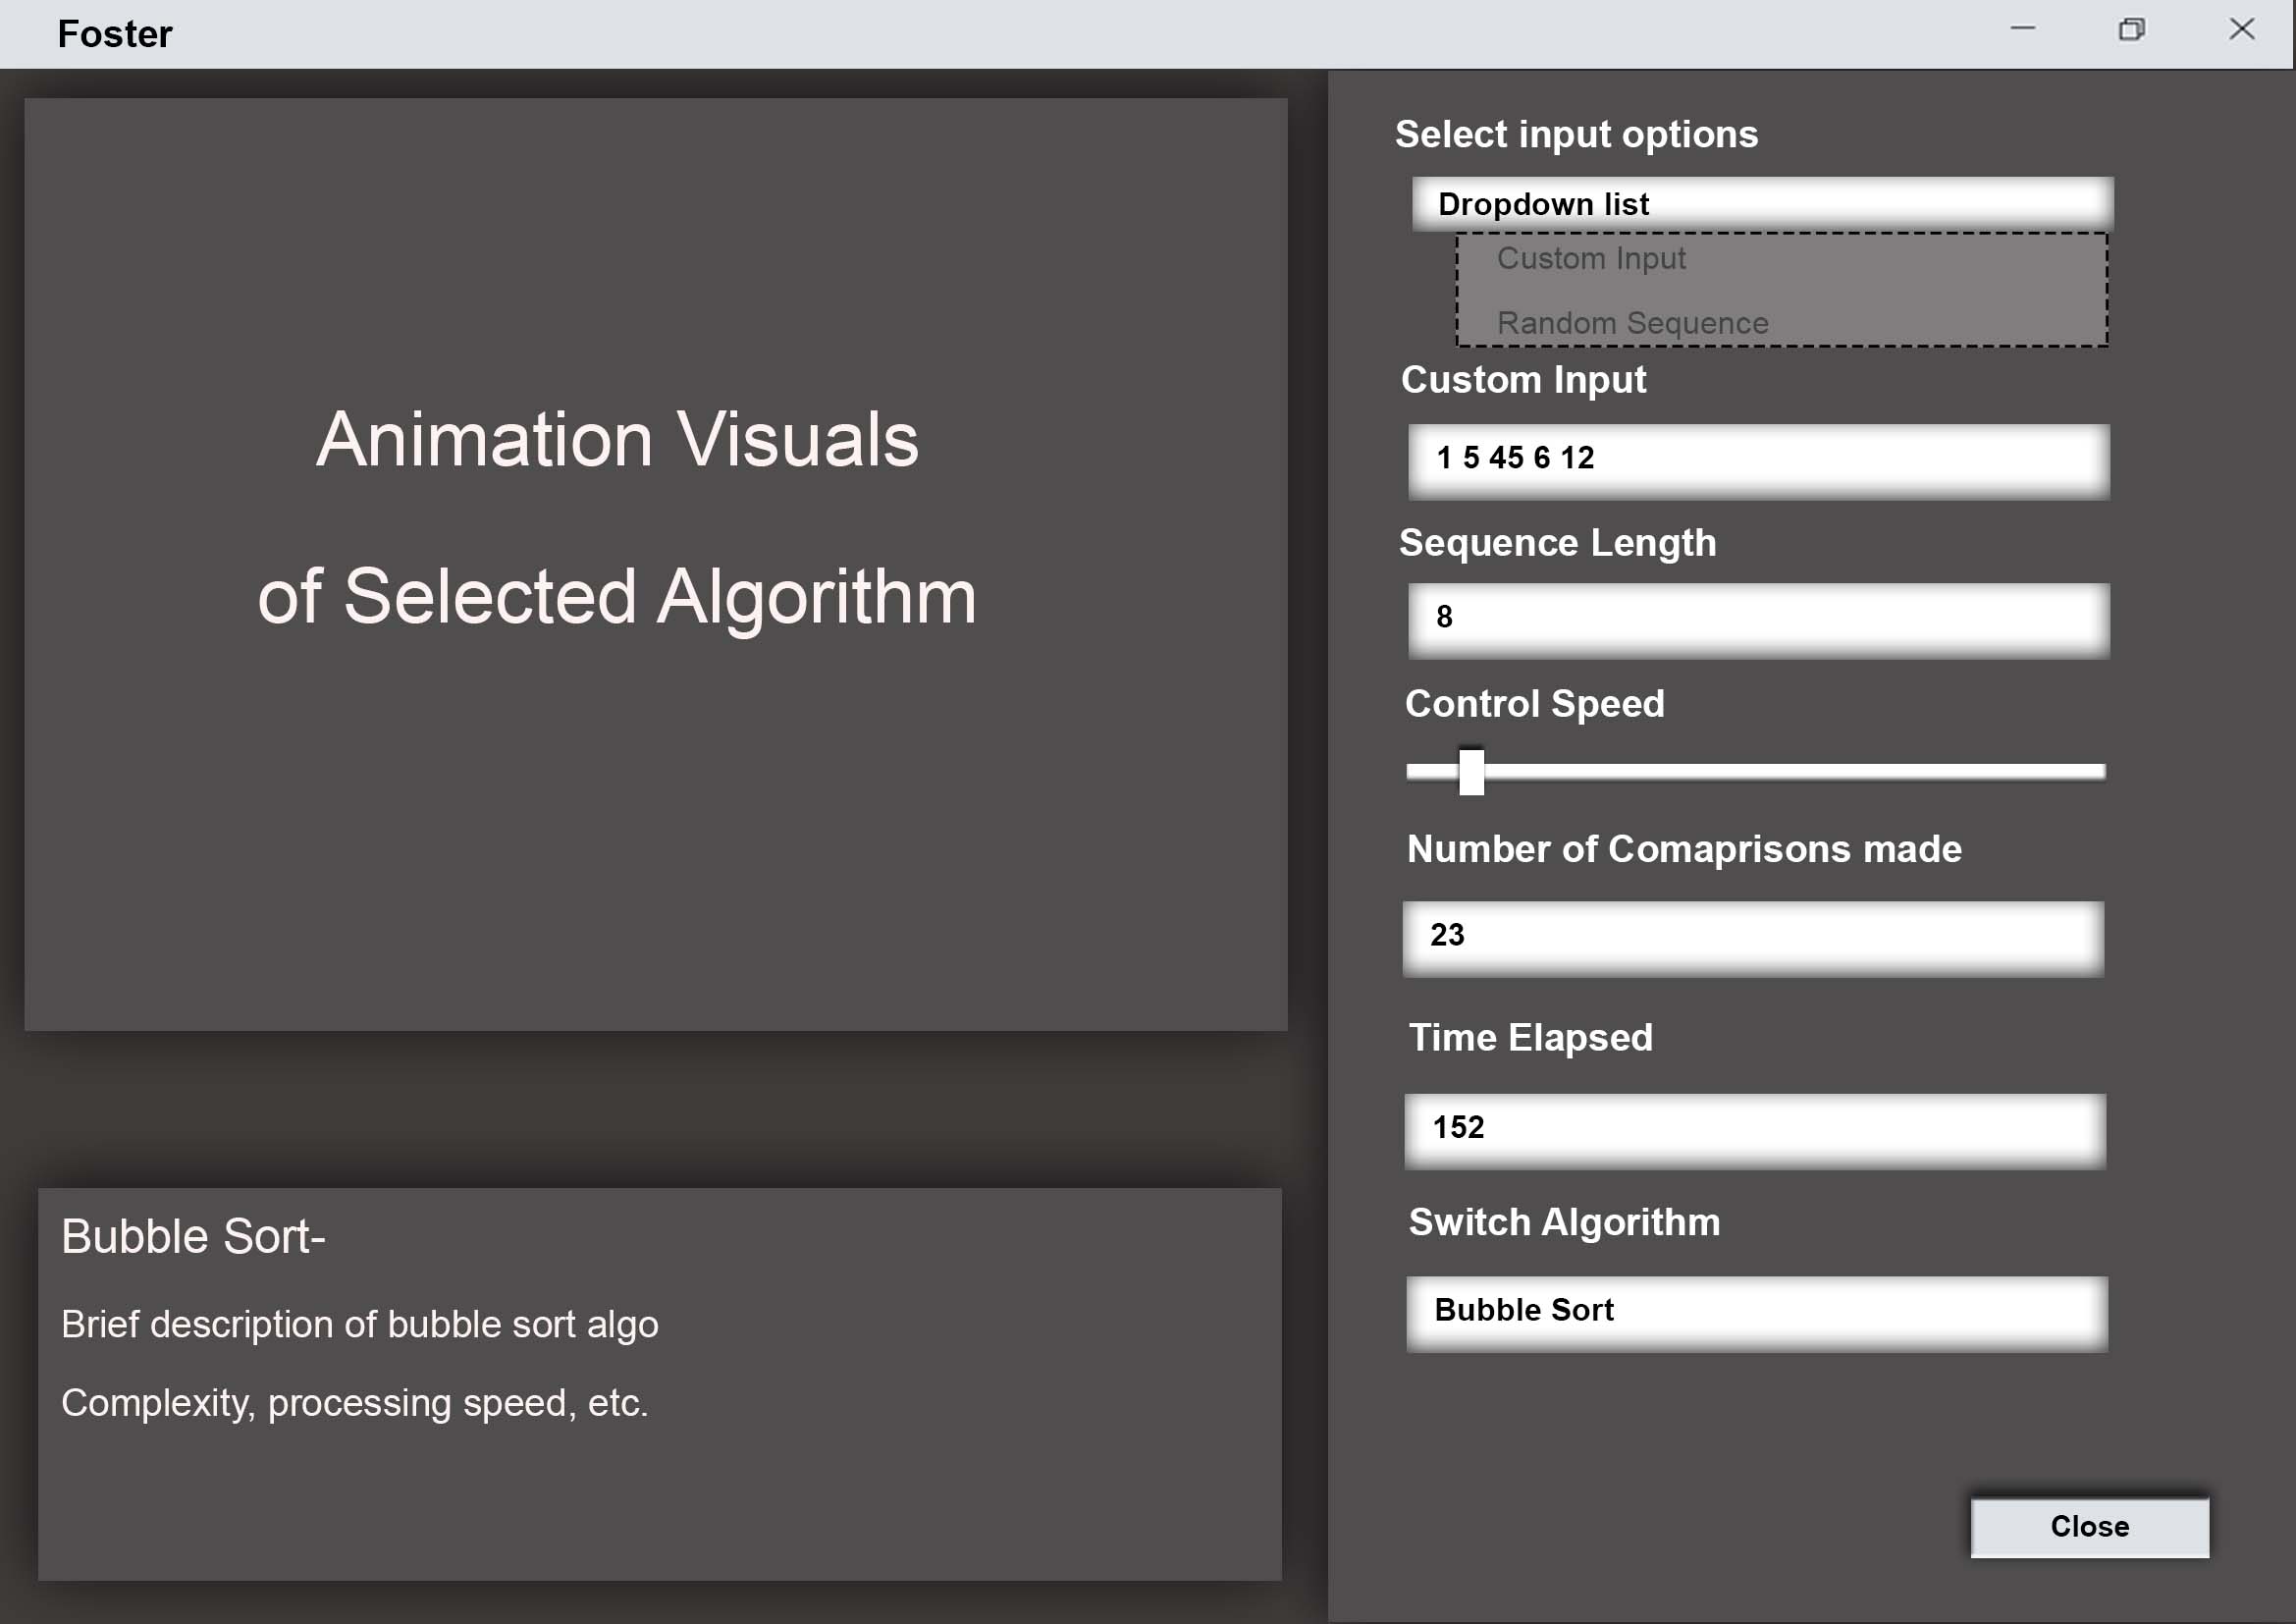 Foster
Animation Visuals
of Selected Algorithm
Bubble Sort-
Brief description of bubble sort algo
Complexity, processing speed, etc.
Select input options
Dropdown list
Custom Input
Random Sequence
Custom Input
1 5 45 6 12
Sequence Length
8
Control Speed
Number of Comaprisons made
23
Time Elapsed
152
Switch Algorithm
Bubble Sort
Close